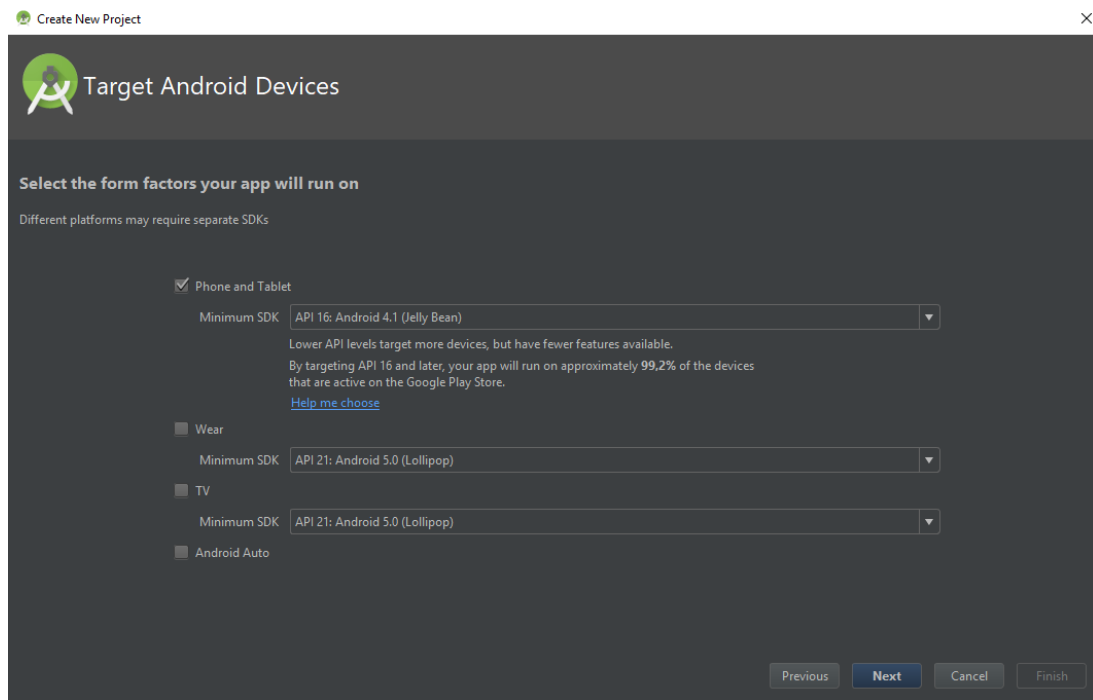 Create New Project
Target Android Devices
Select the form factors your app will run on
Different platforms may require separate SDKs
Phone and Tablet
Minimum SDK API 16: Android 4.1 (Jelly Bean)
Lower API levels target more devices, but have fewer features available.
By targeting API 16 and later, your app will run on approximately 99,2% of the devices
that are active on the Google Play Store.
Help me choose
Wear
Minimum SDK API 21: Android 5.0 (Lollipop)
TV
Minimum SDK API 21: Android 5.0 (Lollipop)
Android Auto
Previous Next Cancel Finish